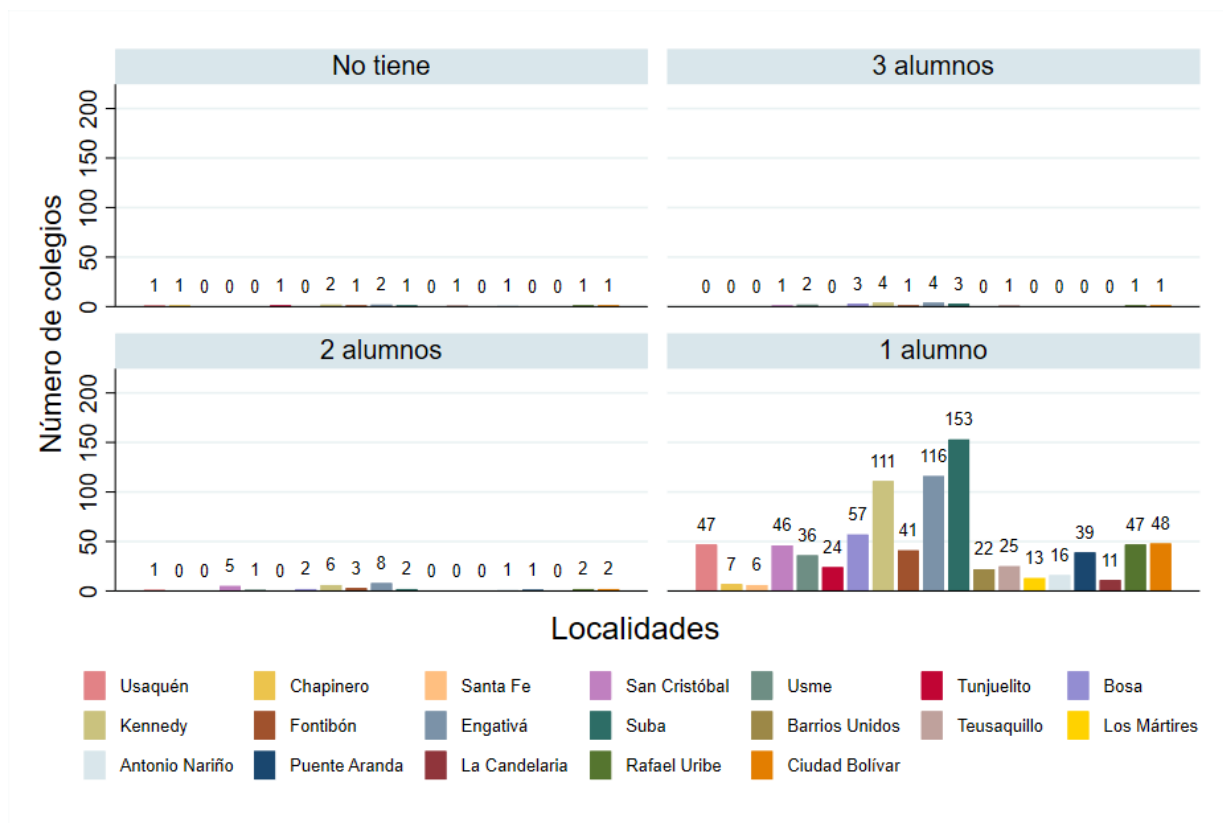 No tiene
3 alumnos
200
150
100
50
0
1 1 0 0 0 1 0 2 1 2 1 0 1 0 1 0 0 1 1
0 0 0 1 2 0 3 4 1 4 3 0 1 0 0 0 0 1 1
Número de colegios
2 alumnos
1 alumno
200
150
100
50
0
1 0 0 5 1 0 2 6 3 8 2 0 0 0 1 1 0 2 2
47 7 6 46 36 24 57 111 41 116 153 22 25 13 16 39 11 47 48
Localidades
Usaquén Chapinero Santa Fe San Cristóbal Usme Tunjuelito Bosa
Kennedy Fontibón Engativá Suba Barrios Unidos Teusaquillo Los Mártires
Antonio Nariño Puente Aranda La Candelaria Rafael Uribe Ciudad Bolívar